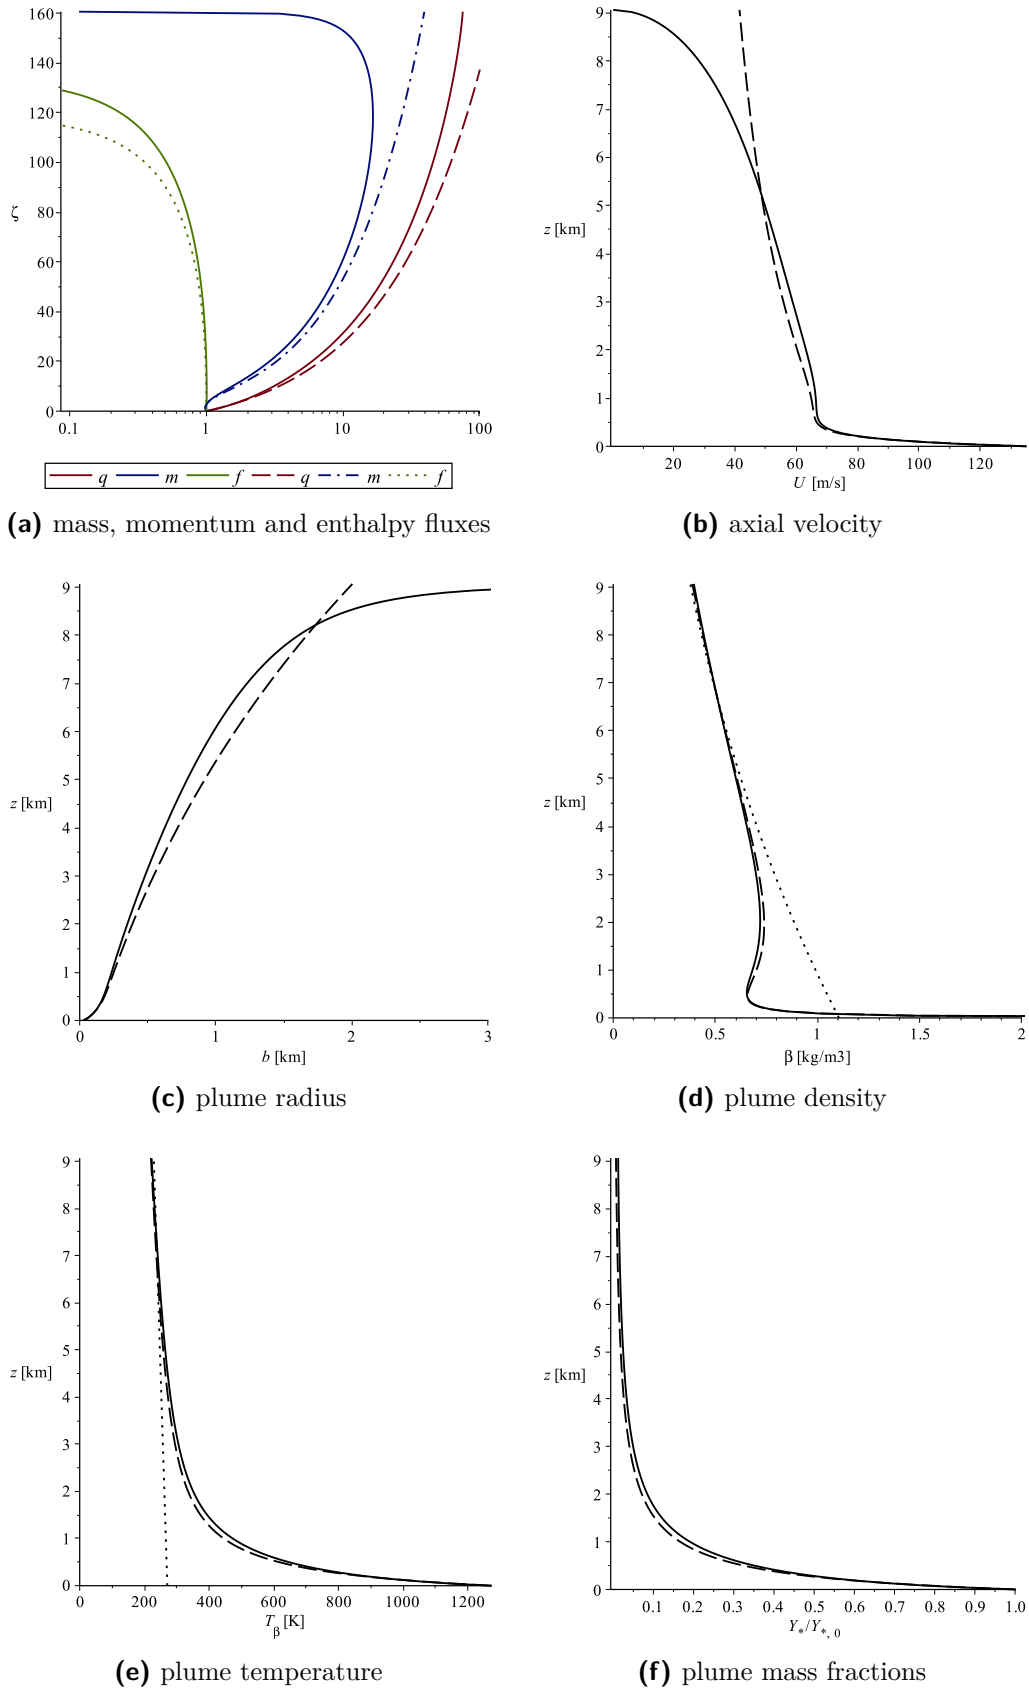 160
140
120
100
80
60
40
20
0
ζ
0.1 1 10 100
q m f q m f
(a) mass, momentum and enthalpy fluxes
9
8
7
6
5
4
3
2
1
0
z [km]
20 40 60 80 100 120
U [m/s]
(b) axial velocity
9
8
7
6
5
4
3
2
1
0
z [km]
0 1 2 3
b [km]
(c) plume radius
9
8
7
6
5
4
3
2
1
0
z [km]
0 0.5 1 1.5 2
β [kg/m3]
(d) plume density
9
8
7
6
5
4
3
2
1
0
z [km]
0 200 400 600 800 1000 1200
Tβ [K]
(e) plume temperature
9
8
7
6
5
4
3
2
1
0
z [km]
0.1 0.2 0.3 0.4 0.5 0.6 0.7 0.8 0.9 1.0
Y*/Y*, 0
(f) plume mass fractions